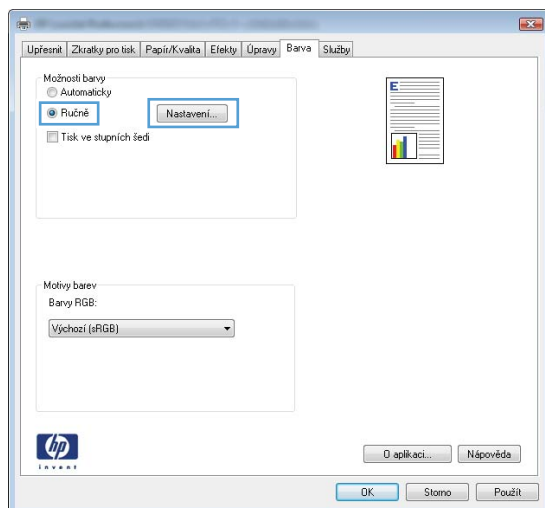 Upřesnit Zkratky pro tisk Papír/Kvalita Efekty Úpravy Barva Služby
Možnosti barvy
Automaticky
Ručně Nastavení...
Tisk ve stupních šedi
E
Motivy barev
Barvy RGB:
Výchozí (sRGB)
hp
invent
O aplikaci... Nápověda
OK Storno Použít